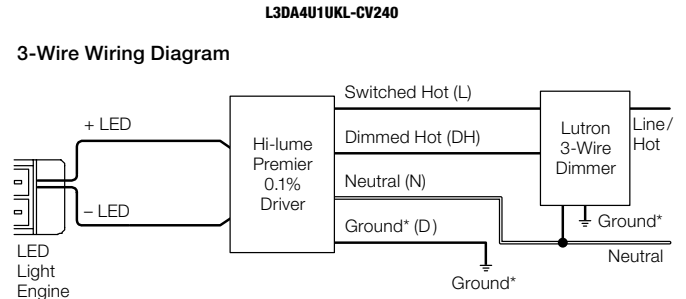 L3DA4U1UKL-CV240
3-Wire Wiring Diagram
+ LED
– LED
LED
Light
Engine
Hi-lume
Premier
0.1%
Driver
Switched Hot (L)
Dimmed Hot (DH)
Neutral (N)
Ground* (D)
Ground*
Lutron
3-Wire
Dimmer
Line/
Hot
Ground*
Neutral